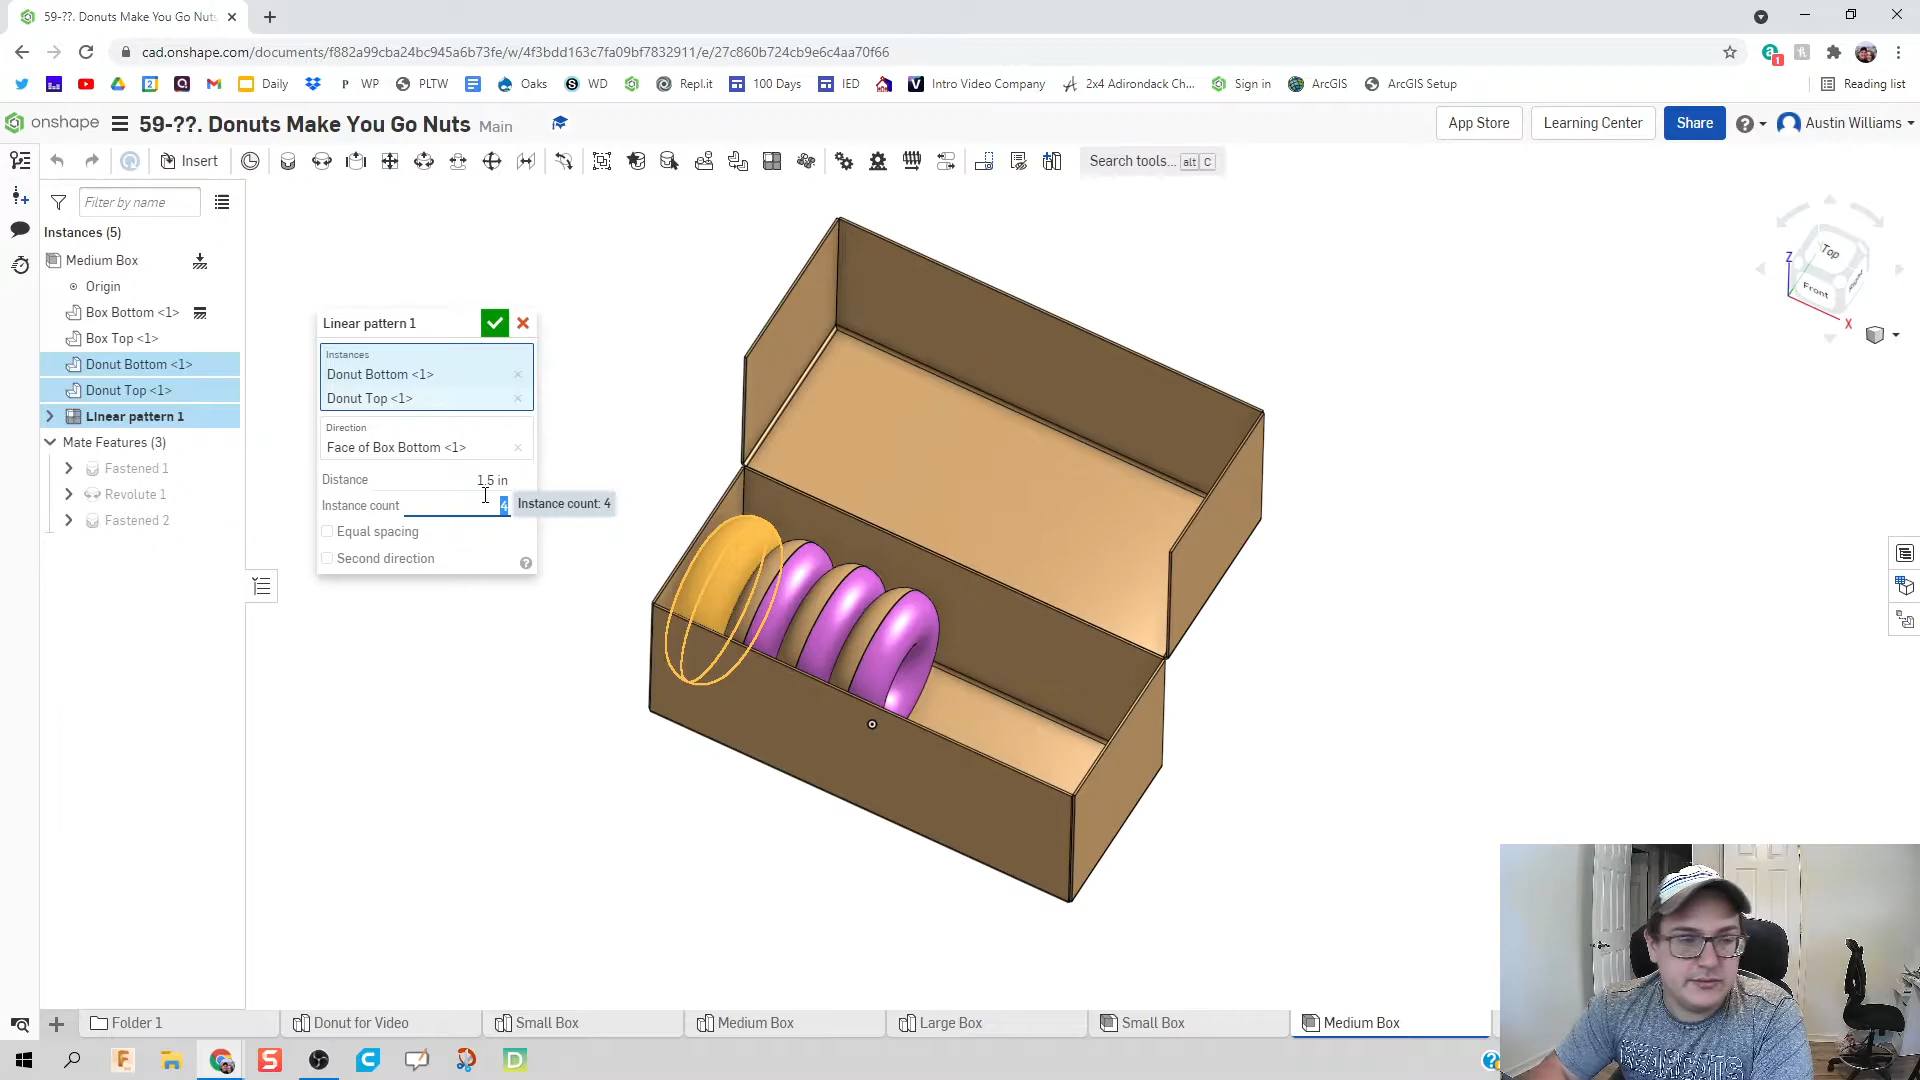 59-??. Donuts Make You Go Nuts
cad.onshape.com/documents/f882a99cba24bc945a6b73fe/w/4f3bdd163c7fa09bf7832911/e/27c860b724cb9e6c4aa70f66
Daily
P WP
PLTW
Oaks
WD
Repl.it
100 Days
IED
Intro Video Company
2x4 Adirondack Ch...
Sign in
ArcGIS
ArcGIS Setup
Reading list
onshape
59-??. Donuts Make You Go Nuts Main
App Store
Learning Center
Share
Austin Williams
Insert
Search tools... alt C
Filter by name
Instances (5)
Medium Box
Origin
Box Bottom <1>
Box Top <1>
Donut Bottom <1>
Donut Top <1>
Linear pattern 1
Mate Features (3)
Fastened 1
Revolute 1
Fastened 2
Linear pattern 1
Instances
Donut Bottom <1>
Donut Top <1>
Direction
Face of Box Bottom <1>
Distance 1.5 in
Instance count 4
Instance count: 4
Equal spacing
Second direction
Top
Front
Right
Z
X
Folder 1
Donut for Video
Small Box
Medium Box
Large Box
Small Box
Medium Box